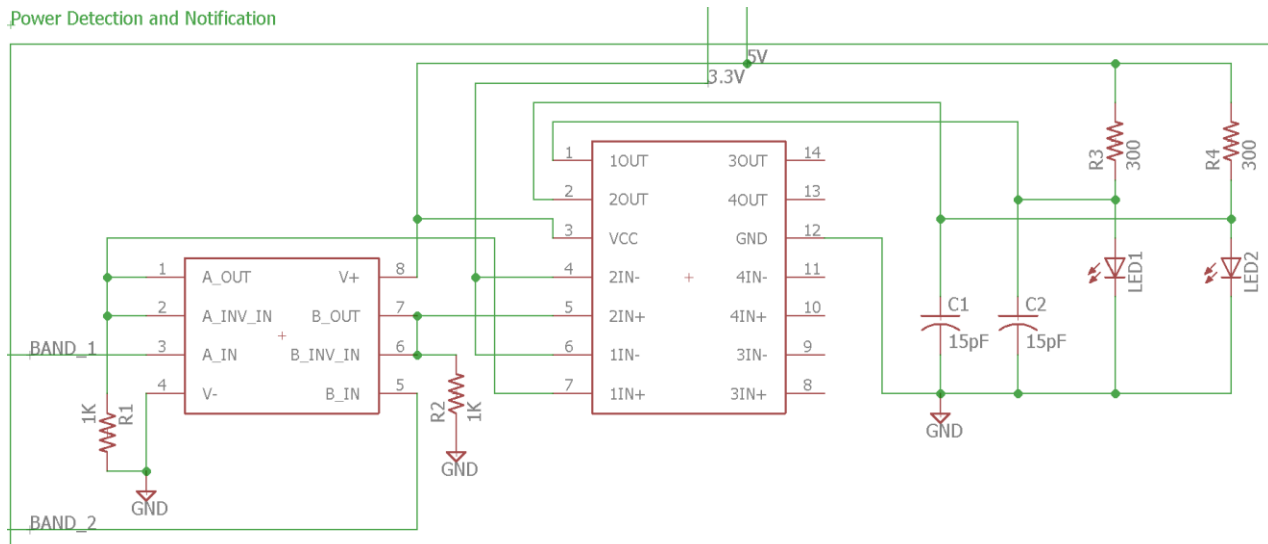 Power Detection and Notification
5V
3.3V
R3
300
R4
300
1 1OUT 3OUT 14
2 2OUT 4OUT 13
3 VCC GND 12
4 2IN- 4IN- 11
5 2IN+ 4IN+ 10
6 1IN- 3IN- 9
7 1IN+ 3IN+ 8
1 A_OUT V+ 8
2 A_INV_IN B_OUT 7
3 A_IN B_INV_IN 6
4 V- B_IN 5
BAND_1
BAND_2
1K
R1
GND
R2
1K
GND
C1
15pF
C2
15pF
LED1
LED2
GND